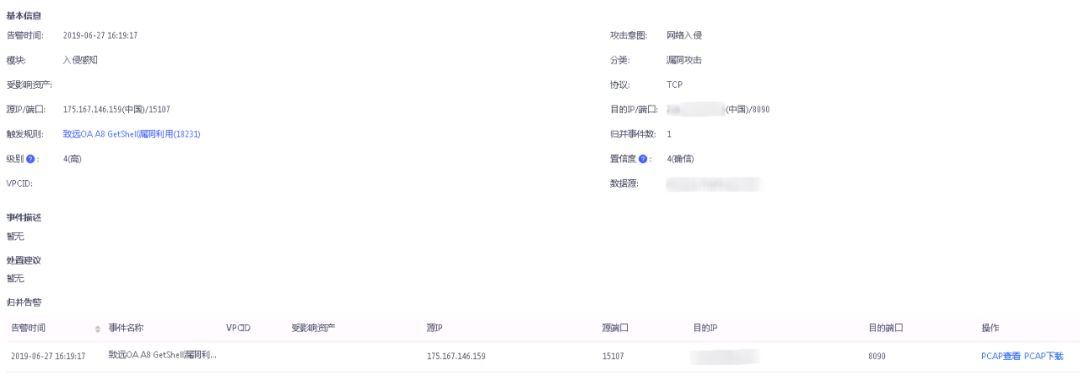 基本信息
告警时间: 2019-06-27 16:19:17 攻击意图: 网络入侵
模块: 入侵感知 分类: 漏洞攻击
受影响资产: 协议: TCP
源IP/端口: 175.167.146.159(中国)/15107 目的IP/端口: (中国)/8090
触发规则: 致远OA A8 GetShell漏洞利用(18231) 归并事件数: 1
级别 ? : 4(高) 置信度 ? : 4(确信)
VPCID: 数据源:
事件描述
暂无
处置建议
暂无
归并告警
告警时间 事件名称 VPCID 受影响资产 源IP 源端口 目的IP 目的端口 操作
2019-06-27 16:19:17 致远OA A8 GetShell漏洞利... 175.167.146.159 15107 8090 PCAP查看 PCAP下载